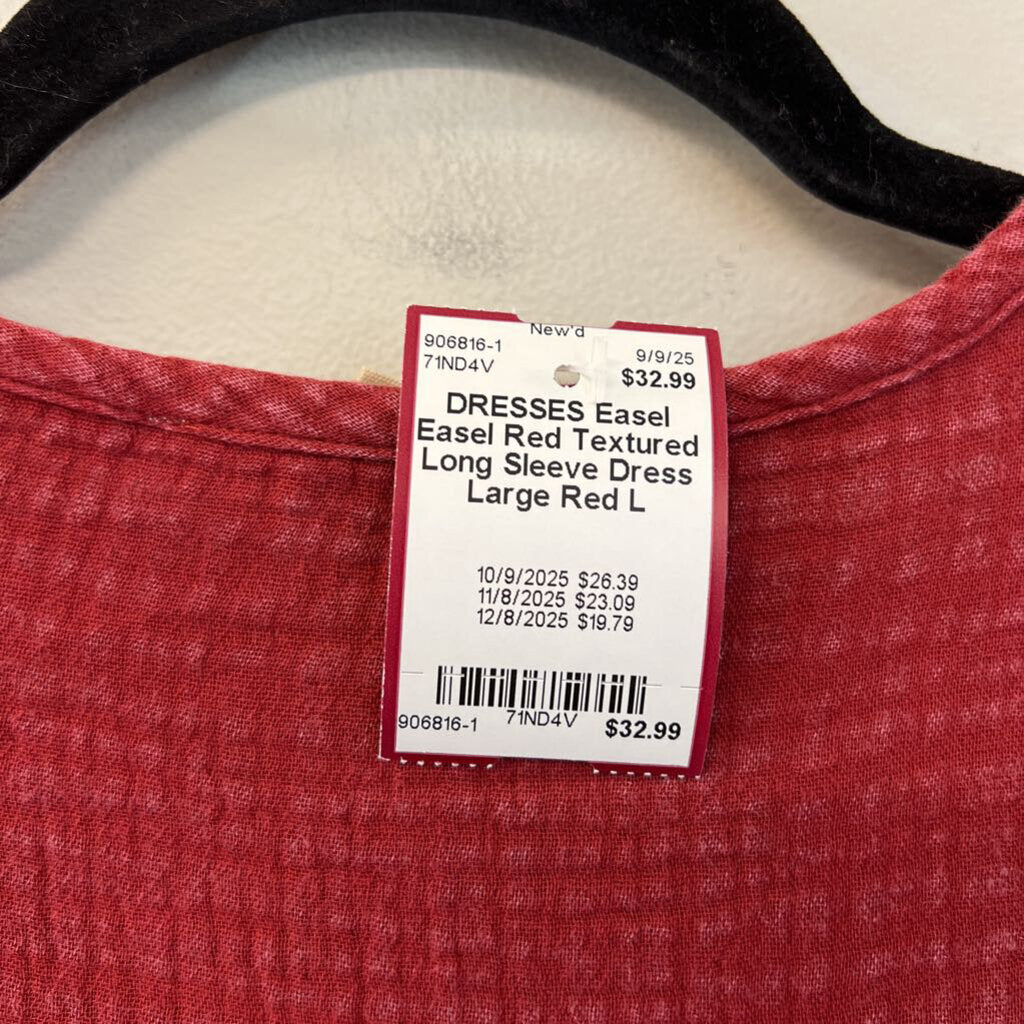 New'd
906816-1 9/9/25
71ND4V $32.99
DRESSES Easel
Easel Red Textured
Long Sleeve Dress
Large Red L
10/9/2025 $26.39
11/8/2025 $23.09
12/8/2025 $19.79
906816-1 71ND4V $32.99